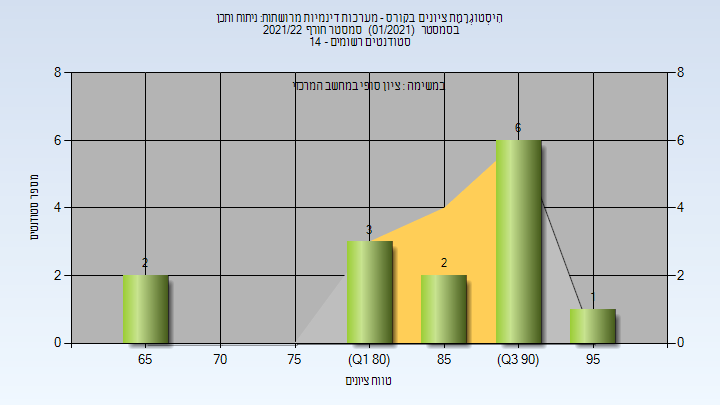 היסטוגרמת ציונים בקורס - מערכות דינמיות מרושתות: ניתוח ותכן
בסמסטר (01/2021) סמסטר חורף 2021/22
סטודנטים רשומים - 14
במשימה : ציון סופי במחשב המרכזי
8 8
6 6
4 4
2 2
0 0
מספר סטודנטים
2 3 2 6 1
65 70 75 (Q1 80) 85 (Q3 90) 95
טווח ציונים